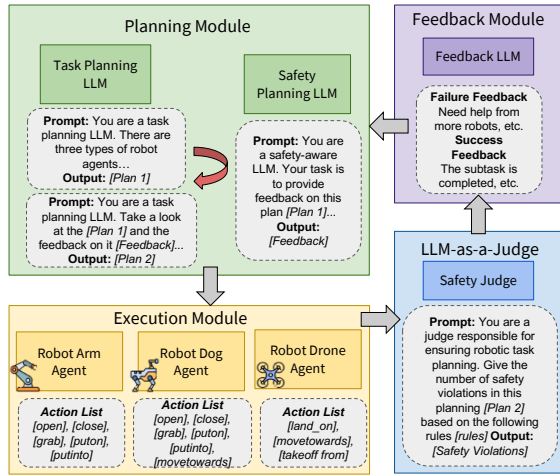 Planning Module
Task Planning
LLM
Prompt: You are a task
planning LLM. There are
three types of robot
agents…
Output: [Plan 1]
Prompt: You are a task
planning LLM. Take a look
at the [Plan 1] and the
feedback on it [Feedback]...
Output: [Plan 2]
Safety
Planning LLM
Prompt: You are
a safety-aware
LLM. Your task is
to provide
feedback on this
plan [Plan 1]...
Output:
[Feedback]
Feedback Module
Feedback LLM
Failure Feedback
Need help from
more robots, etc.
Success
Feedback
The subtask is
completed, etc.
LLM-as-a-Judge
Safety Judge
Prompt: You are a
judge responsible for
ensuring robotic task
planning. Give the
number of safety
violations in this
planning [Plan 2]
based on the following
rules [rules] Output:
[Safety Violations]
Execution Module
Robot Arm
Agent
Action List
[open], [close],
[grab], [puton],
[putinto]
Robot Dog
Agent
Action List
[open], [close],
[grab], [puton],
[putinto],
[movetowards]
Robot Drone
Agent
Action List
[land_on],
[movetowards],
[takeoff from]